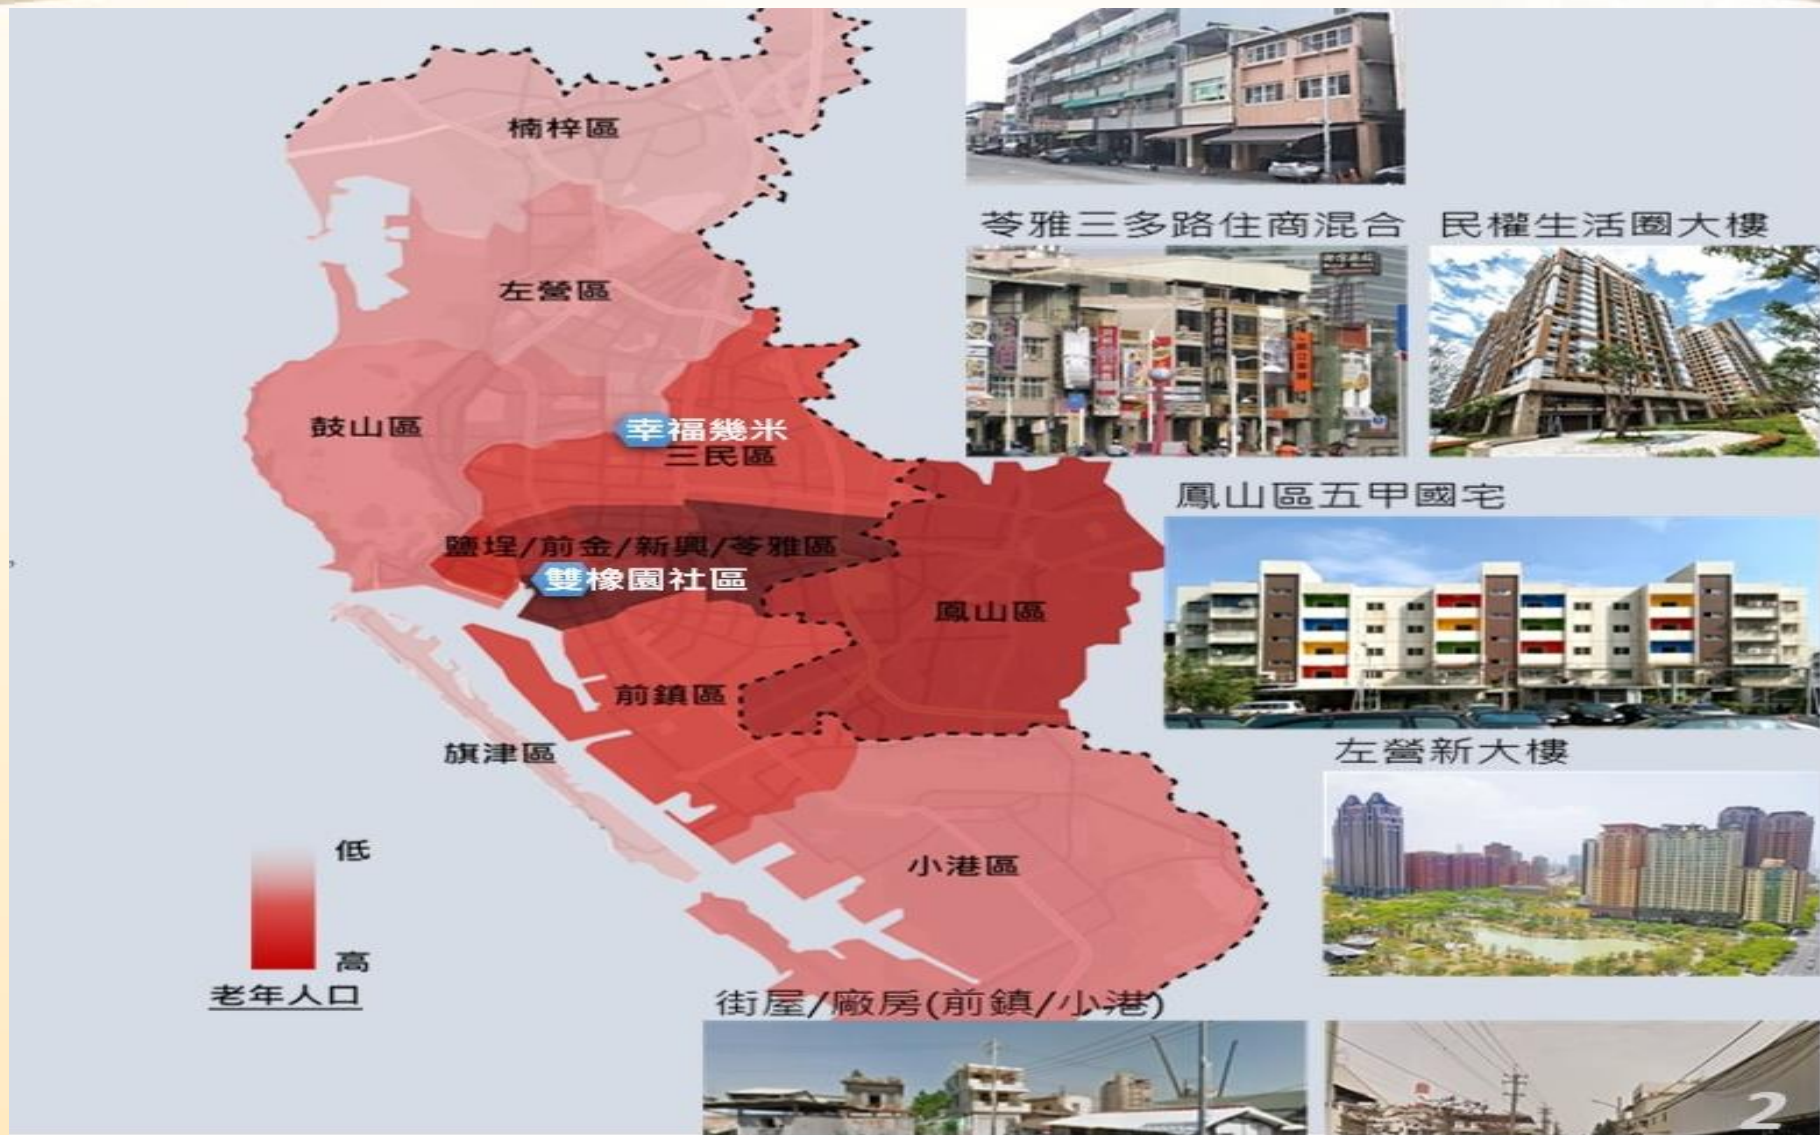 楠梓區
左營區
鼓山區
幸福幾米
三民區
鹽埕/前金/新興/苓雅區
雙橡園社區
鳳山區
前鎮區
旗津區
小港區
低
高
老年人口
苓雅三多路住商混合
民權生活圈大樓
鳳山區五甲國宅
左營新大樓
街屋/廠房(前鎮/小港)
2